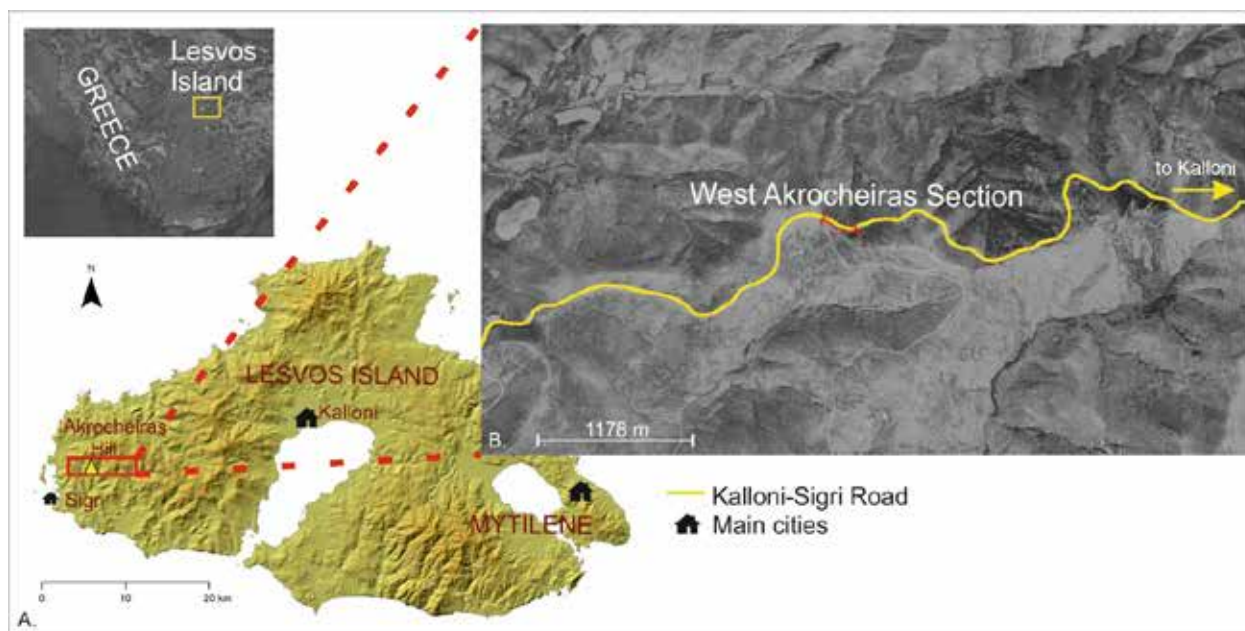 Lesvos
Island
GREECE
West Akrocheiras Section
to Kalloni
N
LESVOS ISLAND
Kalloni
Akrocheiras
Hill
Sigri
MYTILENE
B.
1178 m
Kalloni-Sigri Road
Main cities
0 10 20 km
A.